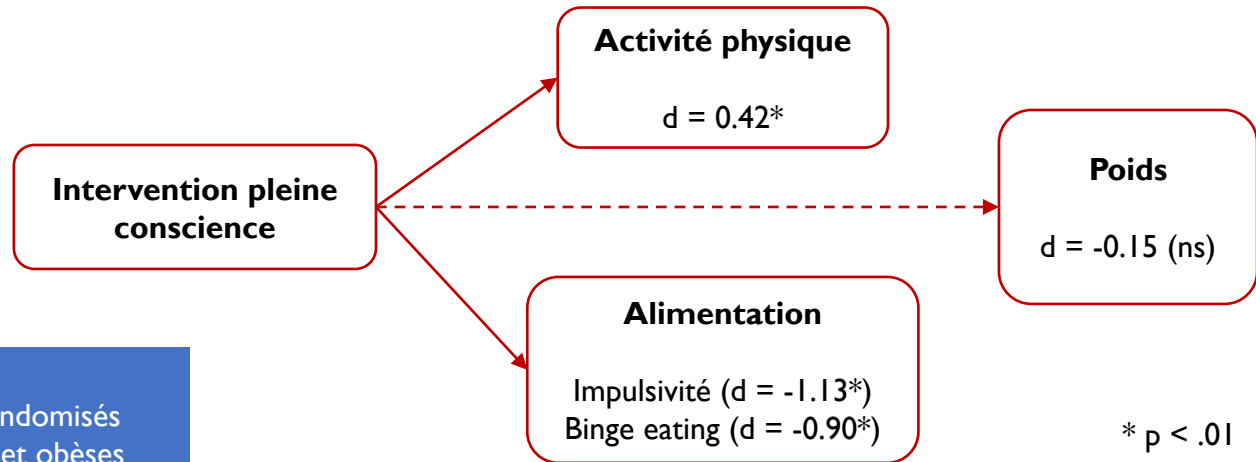 Activité physique
d = 0.42*
Intervention pleine
conscience
Poids
d = -0.15 (ns)
Alimentation
Impulsivité (d = -1.13*)
Binge eating (d = -0.90*)
* p < .01
et obèses